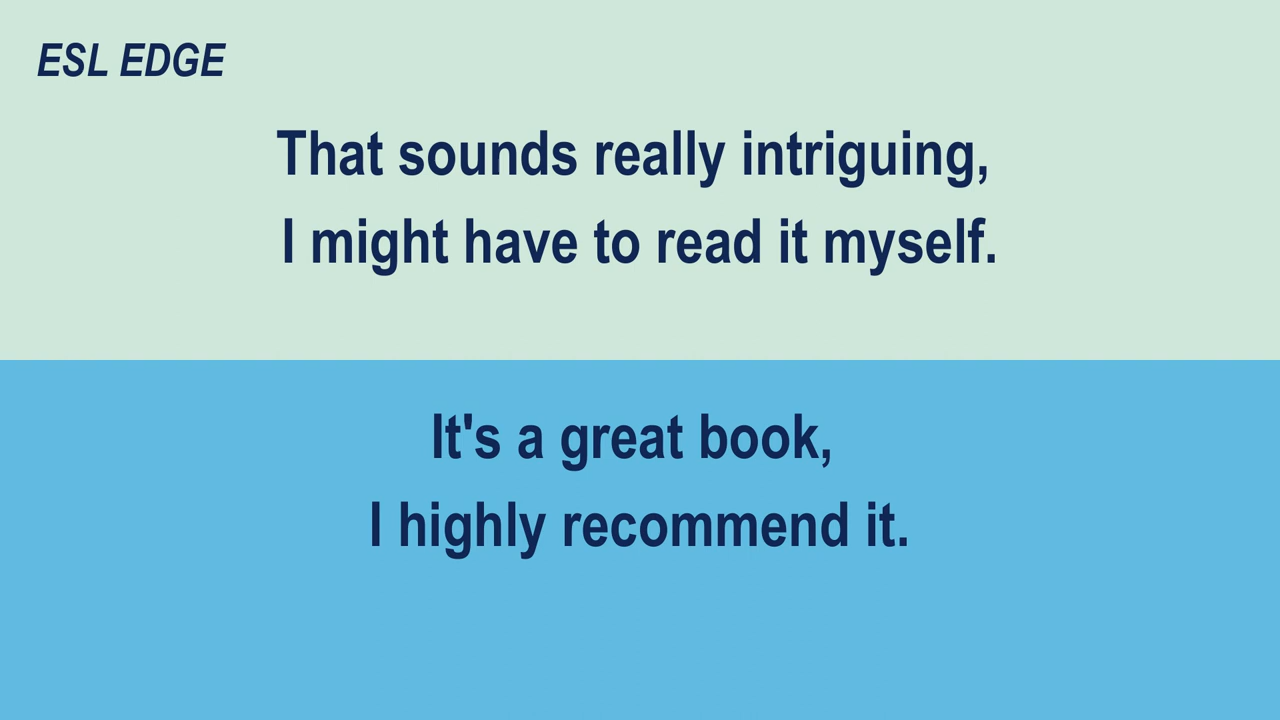 ESL EDGE
That sounds really intriguing,
I might have to read it myself.
It's a great book,
I highly recommend it.